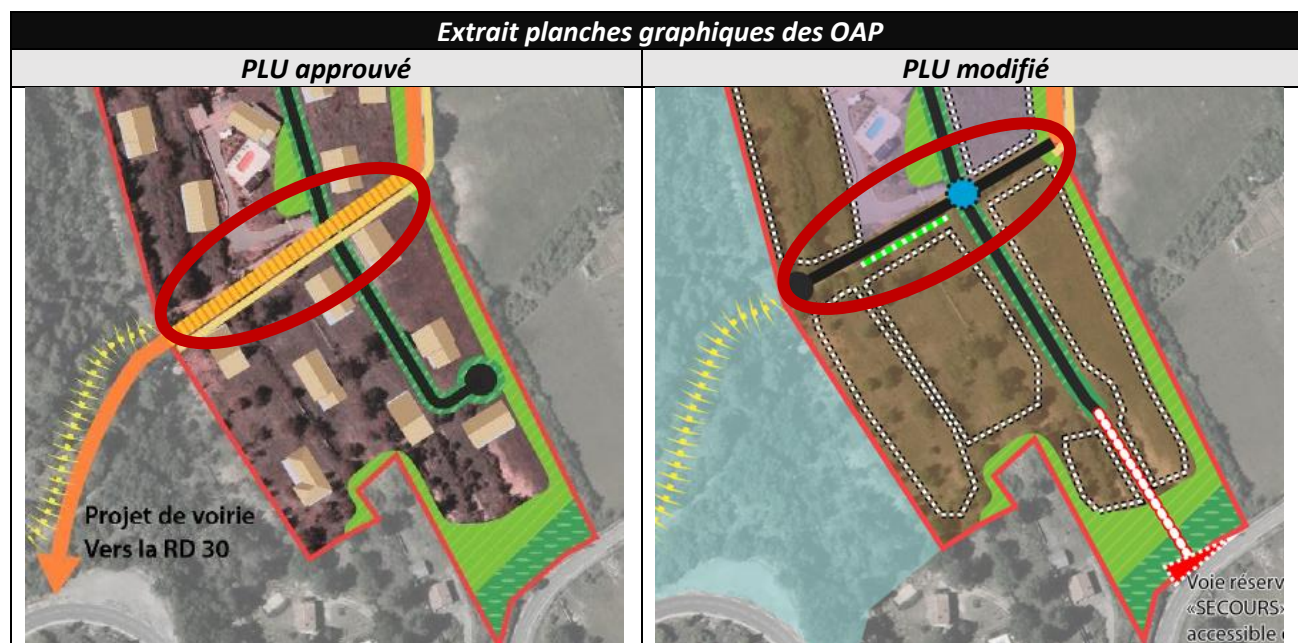 Extrait planches graphiques des OAP
PLU approuvé
PLU modifié
Projet de voirie
Vers la RD 30
Voie réserv
«SECOURS»
accessible